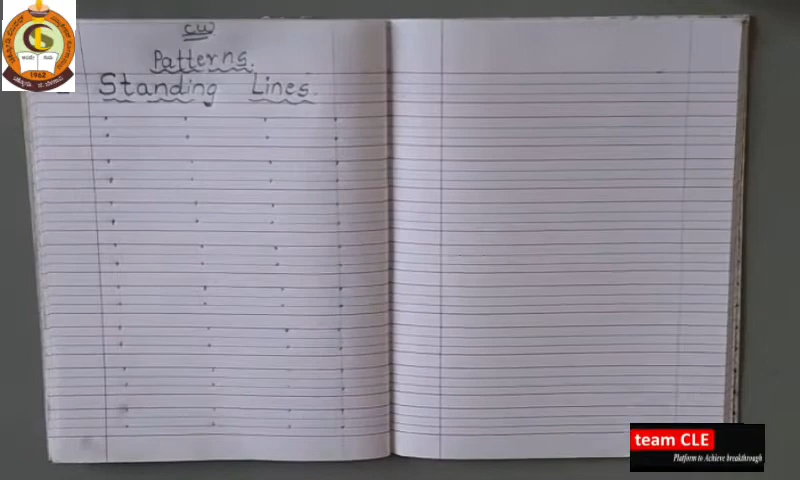 CW
Patterns.
Standing Lines.
1962
team CLE
Platform to Achieve breakthrough